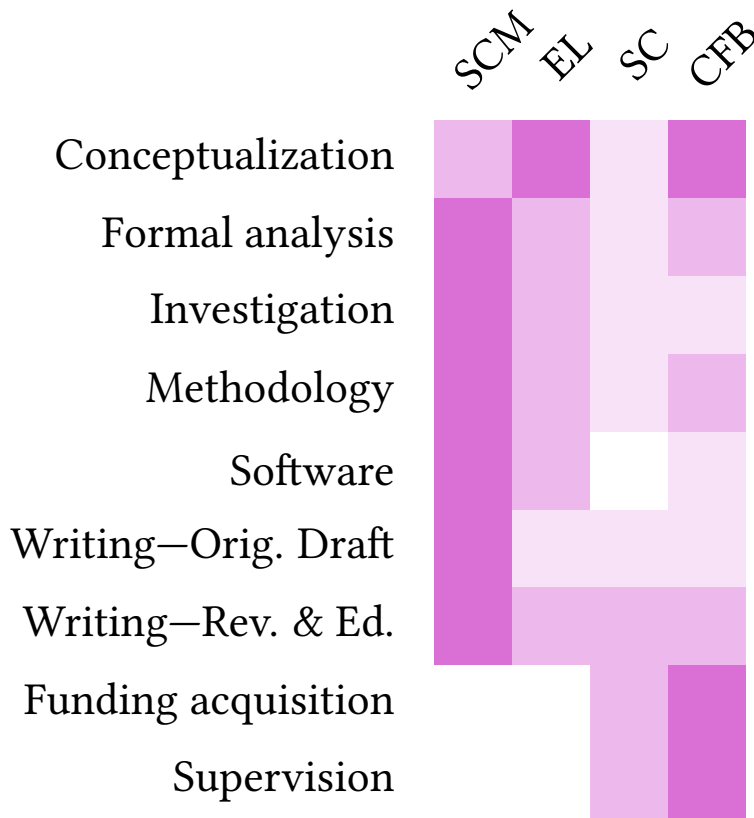 SCM EL SC CFB
Conceptualization
Formal analysis
Investigation
Methodology
Software
Writing—Orig. Draft
Writing—Rev. & Ed.
Funding acquisition
Supervision